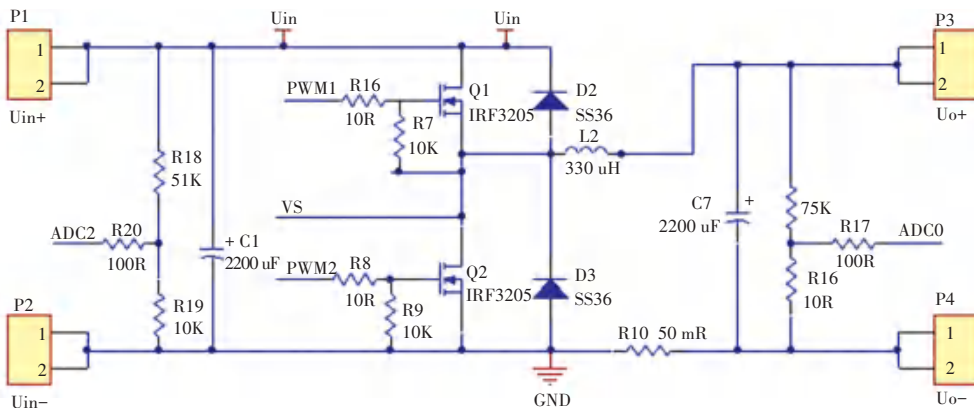 P1
1
2
Uin+
Uin
Uin
P3
1
2
Uo+
PWM1
R16
10R
R7
10K
Q1
IRF3205
D2
SS36
L2
330 uH
R18
51K
VS
C7
2200 uF
+
75K
ADC2
R20
100R
+ C1
2200 uF
R17
100R
ADC0
PWM2
R8
10R
R9
10K
Q2
IRF3205
D3
SS36
R16
10R
R19
10K
P2
1
2
Uin−
R10 50 mR
GND
P4
1
2
Uo−